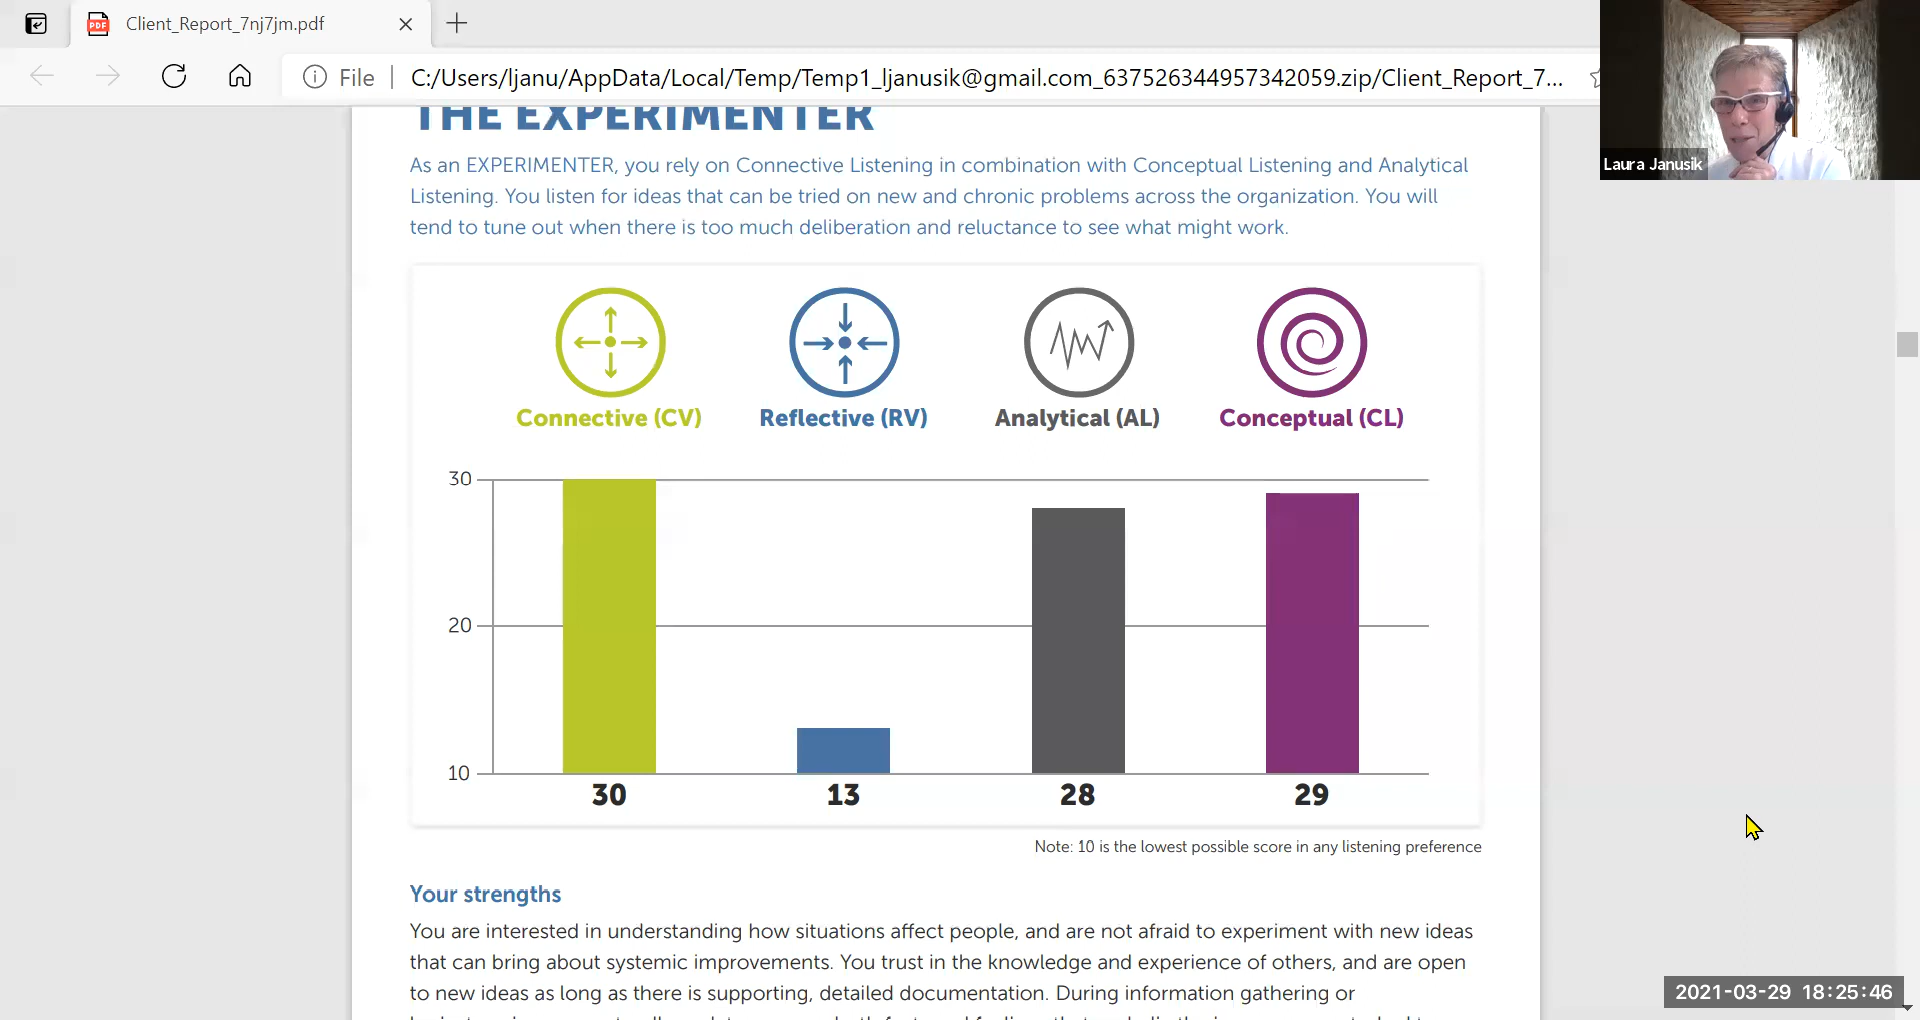 Client_Report_7nj7jm.pdf
File
C:/Users/ljanu/AppData/Local/Temp/Temp1_ljanusik@gmail.com_637526344957342059.zip/Client_Report_7...
Laura Janusik
THE EXPERIMENTER
As an EXPERIMENTER, you rely on Connective Listening in combination with Conceptual Listening and Analytical
Listening. You listen for ideas that can be tried on new and chronic problems across the organization. You will
tend to tune out when there is too much deliberation and reluctance to see what might work.
Connective (CV)
Reflective (RV)
Analytical (AL)
Conceptual (CL)
30
20
10
30
13
28
29
Note: 10 is the lowest possible score in any listening preference
Your strengths
You are interested in understanding how situations affect people, and are not afraid to experiment with new ideas
that can bring about systemic improvements. You trust in the knowledge and experience of others, and are open
to new ideas as long as there is supporting, detailed documentation. During information gathering or
2021-03-29 18:25:46